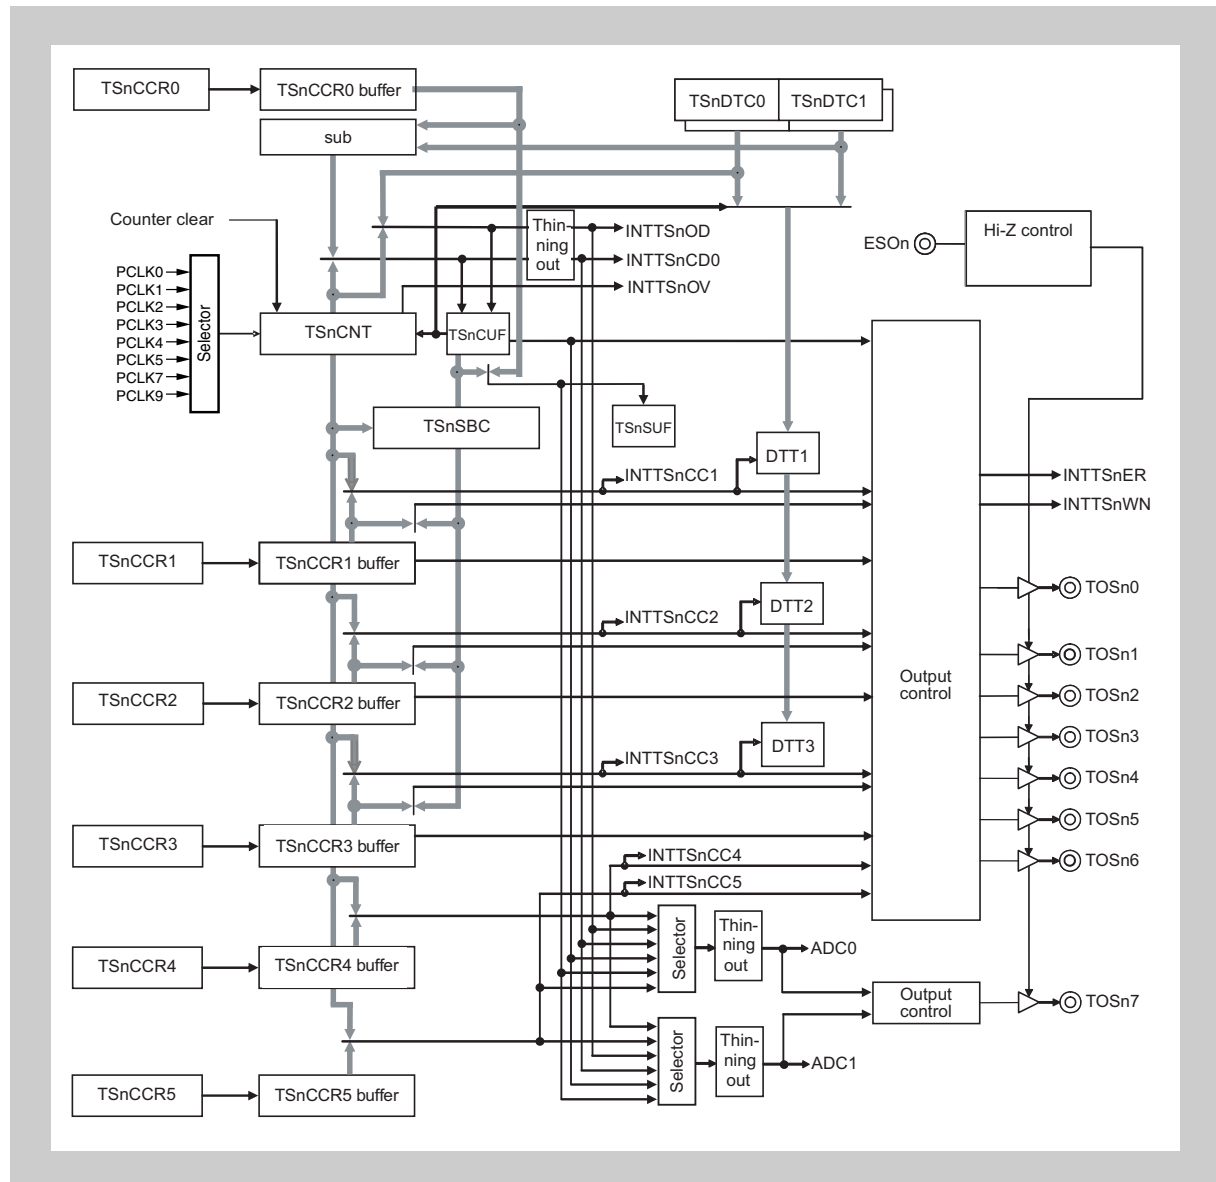 TSnCCR0
TSnCCR0 buffer
sub
TSnDTC0
TSnDTC1
Counter clear
PCLK0
PCLK1
PCLK2
PCLK3
PCLK4
PCLK5
PCLK7
PCLK9
Selector
TSnCNT
Thin-
ning
out
INTTSnOD
INTTSnCD0
INTTSnOV
TSnCUF
ESOn
Hi-Z control
TSnSBC
TSnSUF
DTT1
INTTSnCC1
INTTSnER
INTTSnWN
TSnCCR1
TSnCCR1 buffer
DTT2
INTTSnCC2
TSnCCR2
TSnCCR2 buffer
Output
control
DTT3
INTTSnCC3
TSnCCR3
TSnCCR3 buffer
TOSn0
TOSn1
TOSn2
TOSn3
TOSn4
TOSn5
TOSn6
INTTSnCC4
INTTSnCC5
TSnCCR4
TSnCCR4 buffer
Selector
Thin-
ning
out
ADC0
Output
control
TOSn7
Selector
Thin-
ning
out
ADC1
TSnCCR5
TSnCCR5 buffer